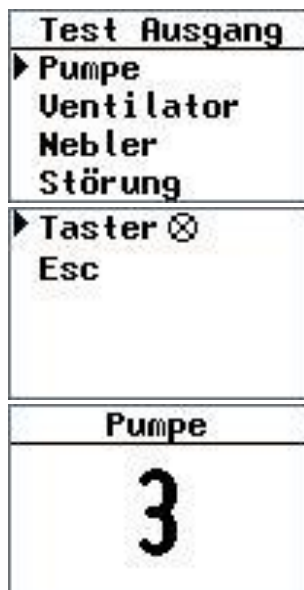 Test Ausgang
Pumpe
Ventilator
Nebler
Störung
Taster ⊗
Esc
Pumpe
3